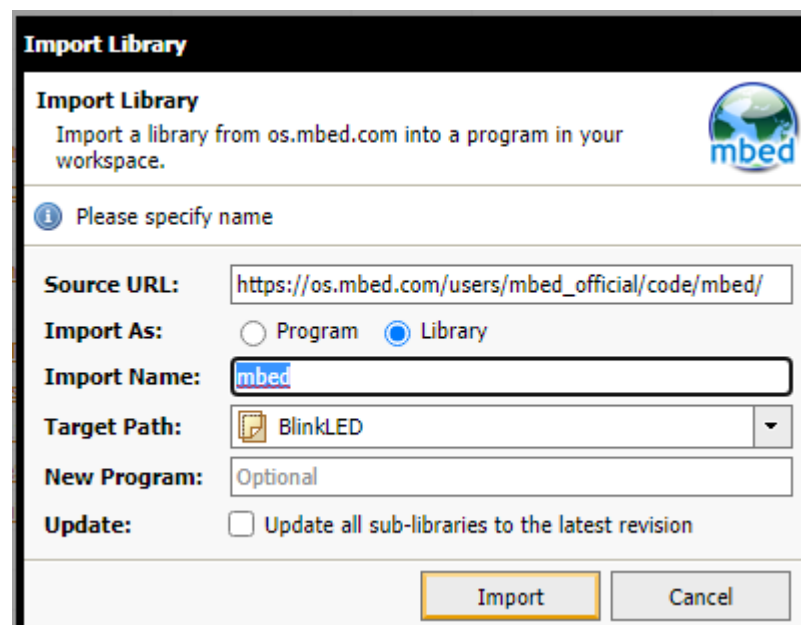 Import Library
Import Library
Import a library from os.mbed.com into a program in your
workspace.
mbed
Please specify name
Source URL: https://os.mbed.com/users/mbed_official/code/mbed/
Import As: Program Library
Import Name: mbed
Target Path: BlinkLED
New Program: Optional
Update: Update all sub-libraries to the latest revision
Import Cancel